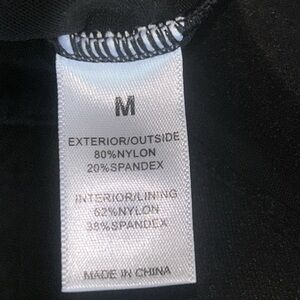 M
EXTERIOR/OUTSIDE
80%NYLON
20%SPANDEX
INTERIOR/LINING
62%NYLON
38%SPANDEX
MADE IN CHINA